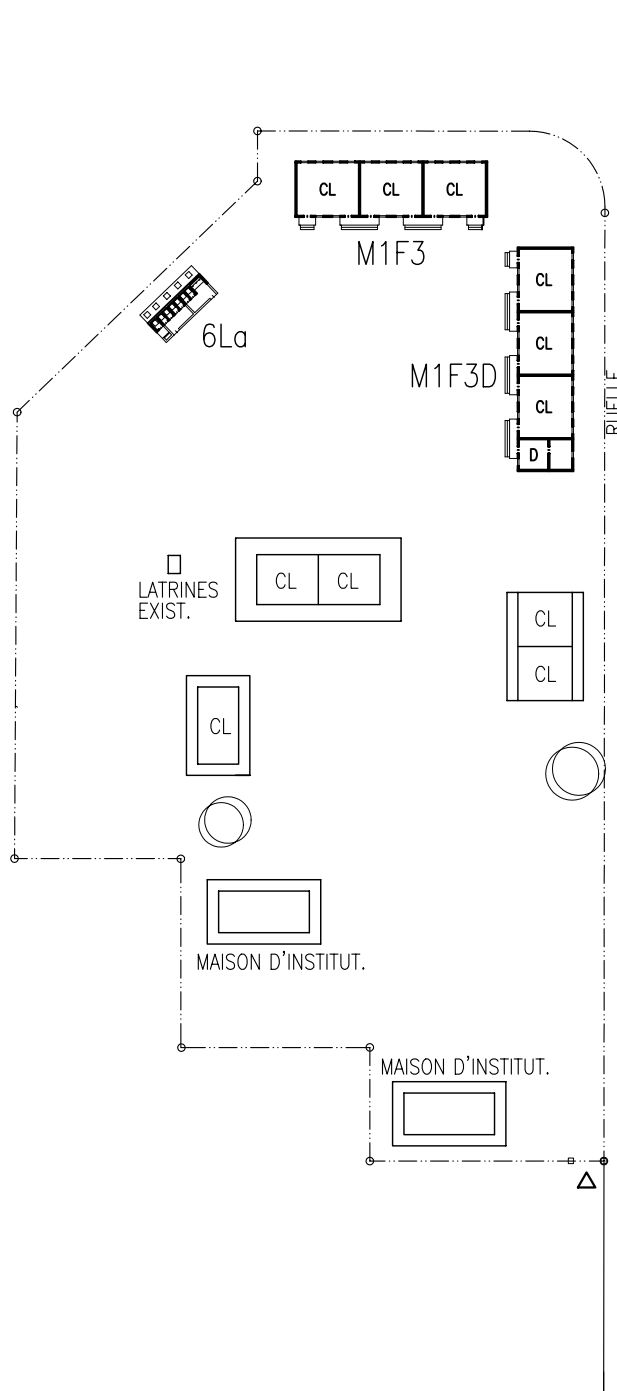 CL CL CL
M1F3
CL
6La
CL
M1F3D
RUELLE
CL
D
LATRINES
EXIST.
CL CL
CL
CL
CL
MAISON D'INSTITUT.
MAISON D'INSTITUT.